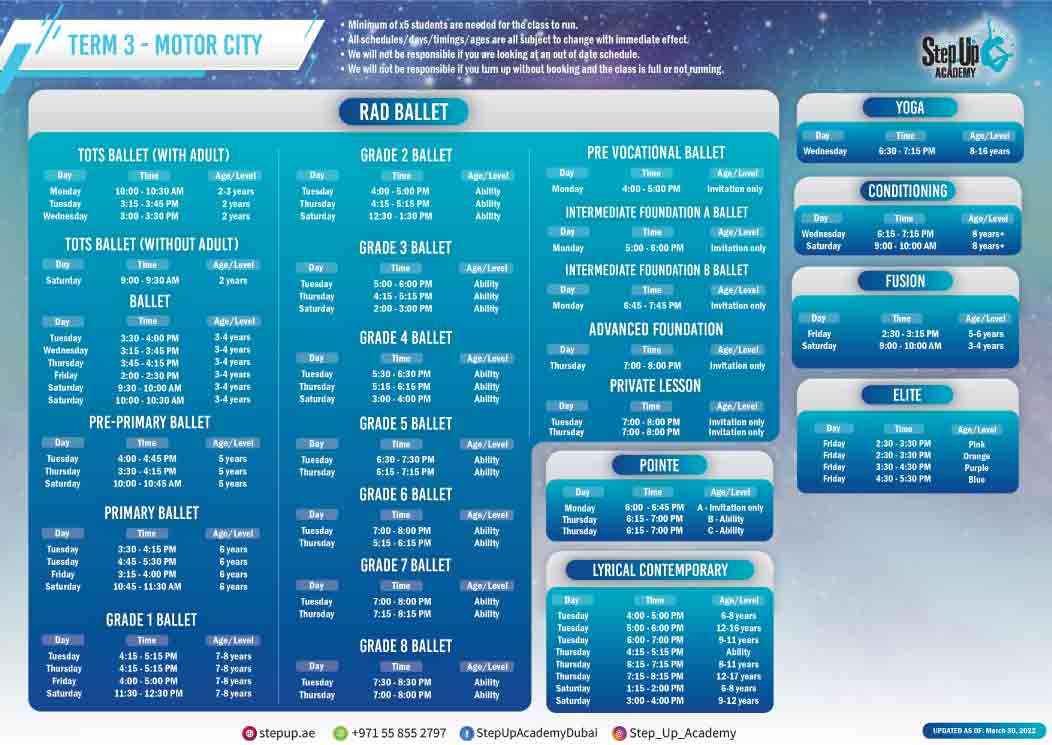 TERM 3 - MOTOR CITY
• Minimum of x5 students are needed for the class to run.
• All schedules/days/timings/ages are all subject to change with immediate effect.
• We will not be responsible if you are looking at an out of date schedule.
• We will not be responsible if you turn up without booking and the class is full or not running.
Step Up
ACADEMY
RAD BALLET
TOTS BALLET (WITH ADULT)
Day Time Age/Level
Monday 10:00 - 10:30 AM 2-3 years
Tuesday 3:15 - 3:45 PM 2 years
Wednesday 3:00 - 3:30 PM 2 years
TOTS BALLET (WITHOUT ADULT)
Day Time Age/Level
Saturday 9:00 - 9:30 AM 2 years
BALLET
Day Time Age/Level
Tuesday 3:30 - 4:00 PM 3-4 years
Wednesday 3:15 - 3:45 PM 3-4 years
Thursday 3:45 - 4:15 PM 3-4 years
Friday 2:00 - 2:30 PM 3-4 years
Saturday 9:30 - 10:00 AM 3-4 years
Saturday 10:00 - 10:30 AM 3-4 years
PRE-PRIMARY BALLET
Day Time Age/Level
Tuesday 4:00 - 4:45 PM 5 years
Thursday 3:30 - 4:15 PM 5 years
Saturday 10:00 - 10:45 AM 5 years
PRIMARY BALLET
Day Time Age/Level
Tuesday 3:30 - 4:15 PM 6 years
Tuesday 4:45 - 5:30 PM 6 years
Friday 3:15 - 4:00 PM 6 years
Saturday 10:45 - 11:30 AM 6 years
GRADE 1 BALLET
Day Time Age/Level
Tuesday 4:15 - 5:15 PM 7-8 years
Thursday 4:15 - 5:15 PM 7-8 years
Friday 4:00 - 5:00 PM 7-8 years
Saturday 11:30 - 12:30 PM 7-8 years
GRADE 2 BALLET
Day Time Age/Level
Tuesday 4:00 - 5:00 PM Ability
Thursday 4:15 - 5:15 PM Ability
Saturday 12:30 - 1:30 PM Ability
GRADE 3 BALLET
Day Time Age/Level
Tuesday 5:00 - 6:00 PM Ability
Thursday 4:15 - 5:15 PM Ability
Saturday 2:00 - 3:00 PM Ability
GRADE 4 BALLET
Day Time Age/Level
Tuesday 5:30 - 6:30 PM Ability
Thursday 5:15 - 6:15 PM Ability
Saturday 3:00 - 4:00 PM Ability
GRADE 5 BALLET
Day Time Age/Level
Tuesday 6:30 - 7:30 PM Ability
Thursday 6:15 - 7:15 PM Ability
GRADE 6 BALLET
Day Time Age/Level
Tuesday 7:00 - 8:00 PM Ability
Thursday 5:15 - 6:15 PM Ability
GRADE 7 BALLET
Day Time Age/Level
Tuesday 7:00 - 8:00 PM Ability
Thursday 7:15 - 8:15 PM Ability
GRADE 8 BALLET
Day Time Age/Level
Tuesday 7:30 - 8:30 PM Ability
Thursday 7:00 - 8:00 PM Ability
PRE VOCATIONAL BALLET
Day Time Age/Level
Monday 4:00 - 5:00 PM Invitation only
INTERMEDIATE FOUNDATION A BALLET
Day Time Age/Level
Monday 5:00 - 6:00 PM Invitation only
INTERMEDIATE FOUNDATION B BALLET
Day Time Age/Level
Monday 6:45 - 7:45 PM Invitation only
ADVANCED FOUNDATION
Day Time Age/Level
Thursday 7:00 - 8:00 PM Invitation only
PRIVATE LESSON
Day Time Age/Level
Tuesday 7:00 - 8:00 PM Invitation only
Thursday 7:00 - 8:00 PM Invitation only
POINTE
Day Time Age/Level
Monday 6:00 - 6:45 PM A - Invitation only
Thursday 6:15 - 7:00 PM B - Ability
Thursday 6:15 - 7:00 PM C - Ability
LYRICAL CONTEMPORARY
Day Time Age/Level
Tuesday 4:00 - 5:00 PM 6-8 years
Tuesday 5:00 - 6:00 PM 12-16 years
Tuesday 6:00 - 7:00 PM 9-11 years
Thursday 4:15 - 5:15 PM Ability
Thursday 6:15 - 7:15 PM 8-11 years
Thursday 7:15 - 8:15 PM 12-17 years
Saturday 1:15 - 2:00 PM 6-8 years
Saturday 3:00 - 4:00 PM 9-12 years
YOGA
Day Time Age/Level
Wednesday 6:30 - 7:15 PM 8-16 years
CONDITIONING
Day Time Age/Level
Wednesday 6:15 - 7:15 PM 8 years+
Saturday 9:00 - 10:00 AM 8 years+
FUSION
Day Time Age/Level
Friday 2:30 - 3:15 PM 5-6 years
Saturday 9:00 - 10:00 AM 3-4 years
ELITE
Day Time Age/Level
Friday 2:30 - 3:30 PM Pink
Friday 2:30 - 3:30 PM Orange
Friday 3:30 - 4:30 PM Purple
Friday 4:30 - 5:30 PM Blue
stepup.ae +971 55 855 2797 StepUpAcademyDubai Step_Up_Academy
UPDATED AS OF: March 30, 2022